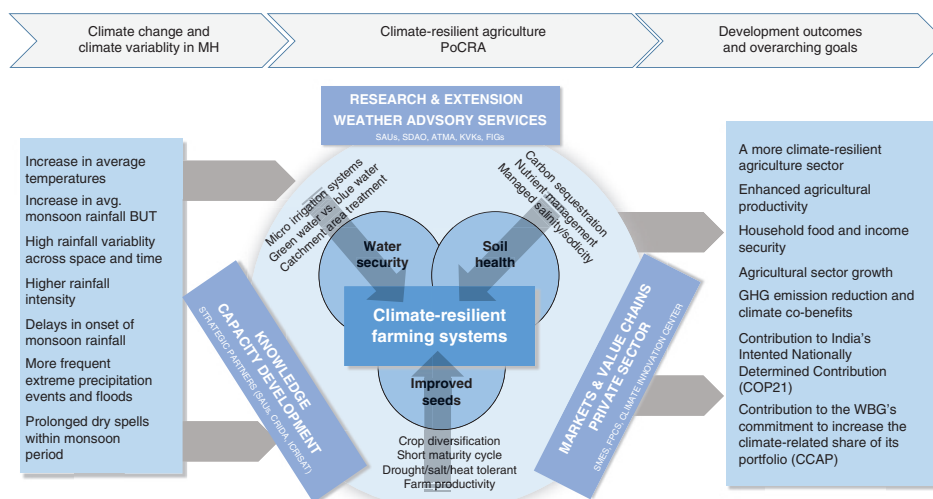 Climate change and
climate variablity in MH
Climate-resilient agriculture
PoCRA
Development outcomes
and overarching goals
RESEARCH & EXTENSION
WEATHER ADVSORY SERVICES
SAUs, SDAO, ATMA, KVKs, FIGs
Increase in average
temperatures
Increase in avg.
monsoon rainfall BUT
High rainfall variablity
across space and time
Higher rainfall
intensity
Delays in onset of
monsoon rainfall
More frequent
extreme precipitation
events and floods
Prolonged dry spells
within monsoon
period
Micro irrigation systems
Green water vs. blue water
Catchment area treatment
Carbon sequestration
Nutrient management
Managed salinity/sodicity
Water
security
Soil
health
Climate-resilient
farming systems
Improved
seeds
Crop diversification
Short maturity cycle
Drought/salt/heat tolerant
Farm productivity
KNOWLEDGE
CAPACITY DEVELOPMENT
STRATEGIC PARTNERS (SAUs, CRIDA, ICRISAT)
MARKETS & VALUE CHAINS
PRIVATE SECTOR
SMES, FPCS, CLIMATE INNOVATION CENTER
A more climate-resilient
agriculture sector
Enhanced agricultural
productivity
Household food and income
security
Agricultural sector growth
GHG emission reduction and
climate co-benefits
Contribution to India's
Intented Nationally
Determined Contribution
(COP21)
Contribution to the WBG's
commitment to increase the
climate-related share of its
portfolio (CCAP)